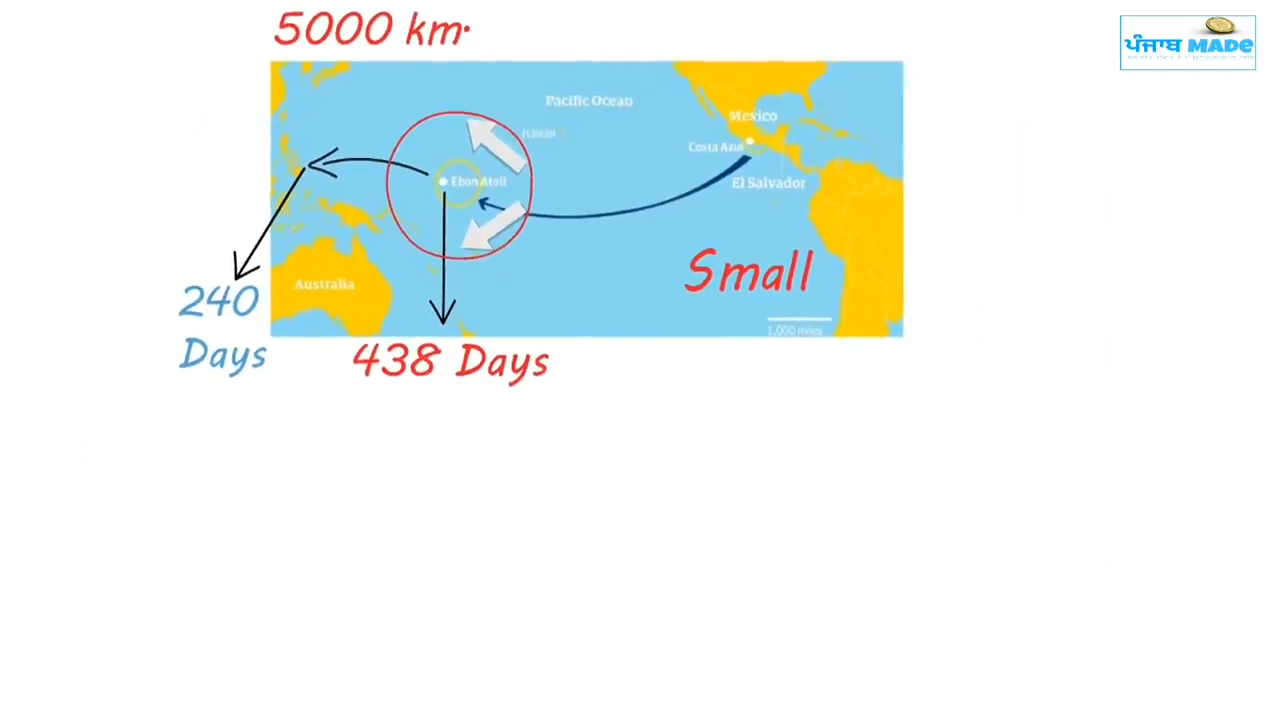 5000 km.
ਪੰਜਾਬ MADe
Pacific Ocean
Hawaii
Mexico
Costa Azul
El Salvador
Ebon Atoll
Small
Australia
240
Days
1,000 miles
438 Days